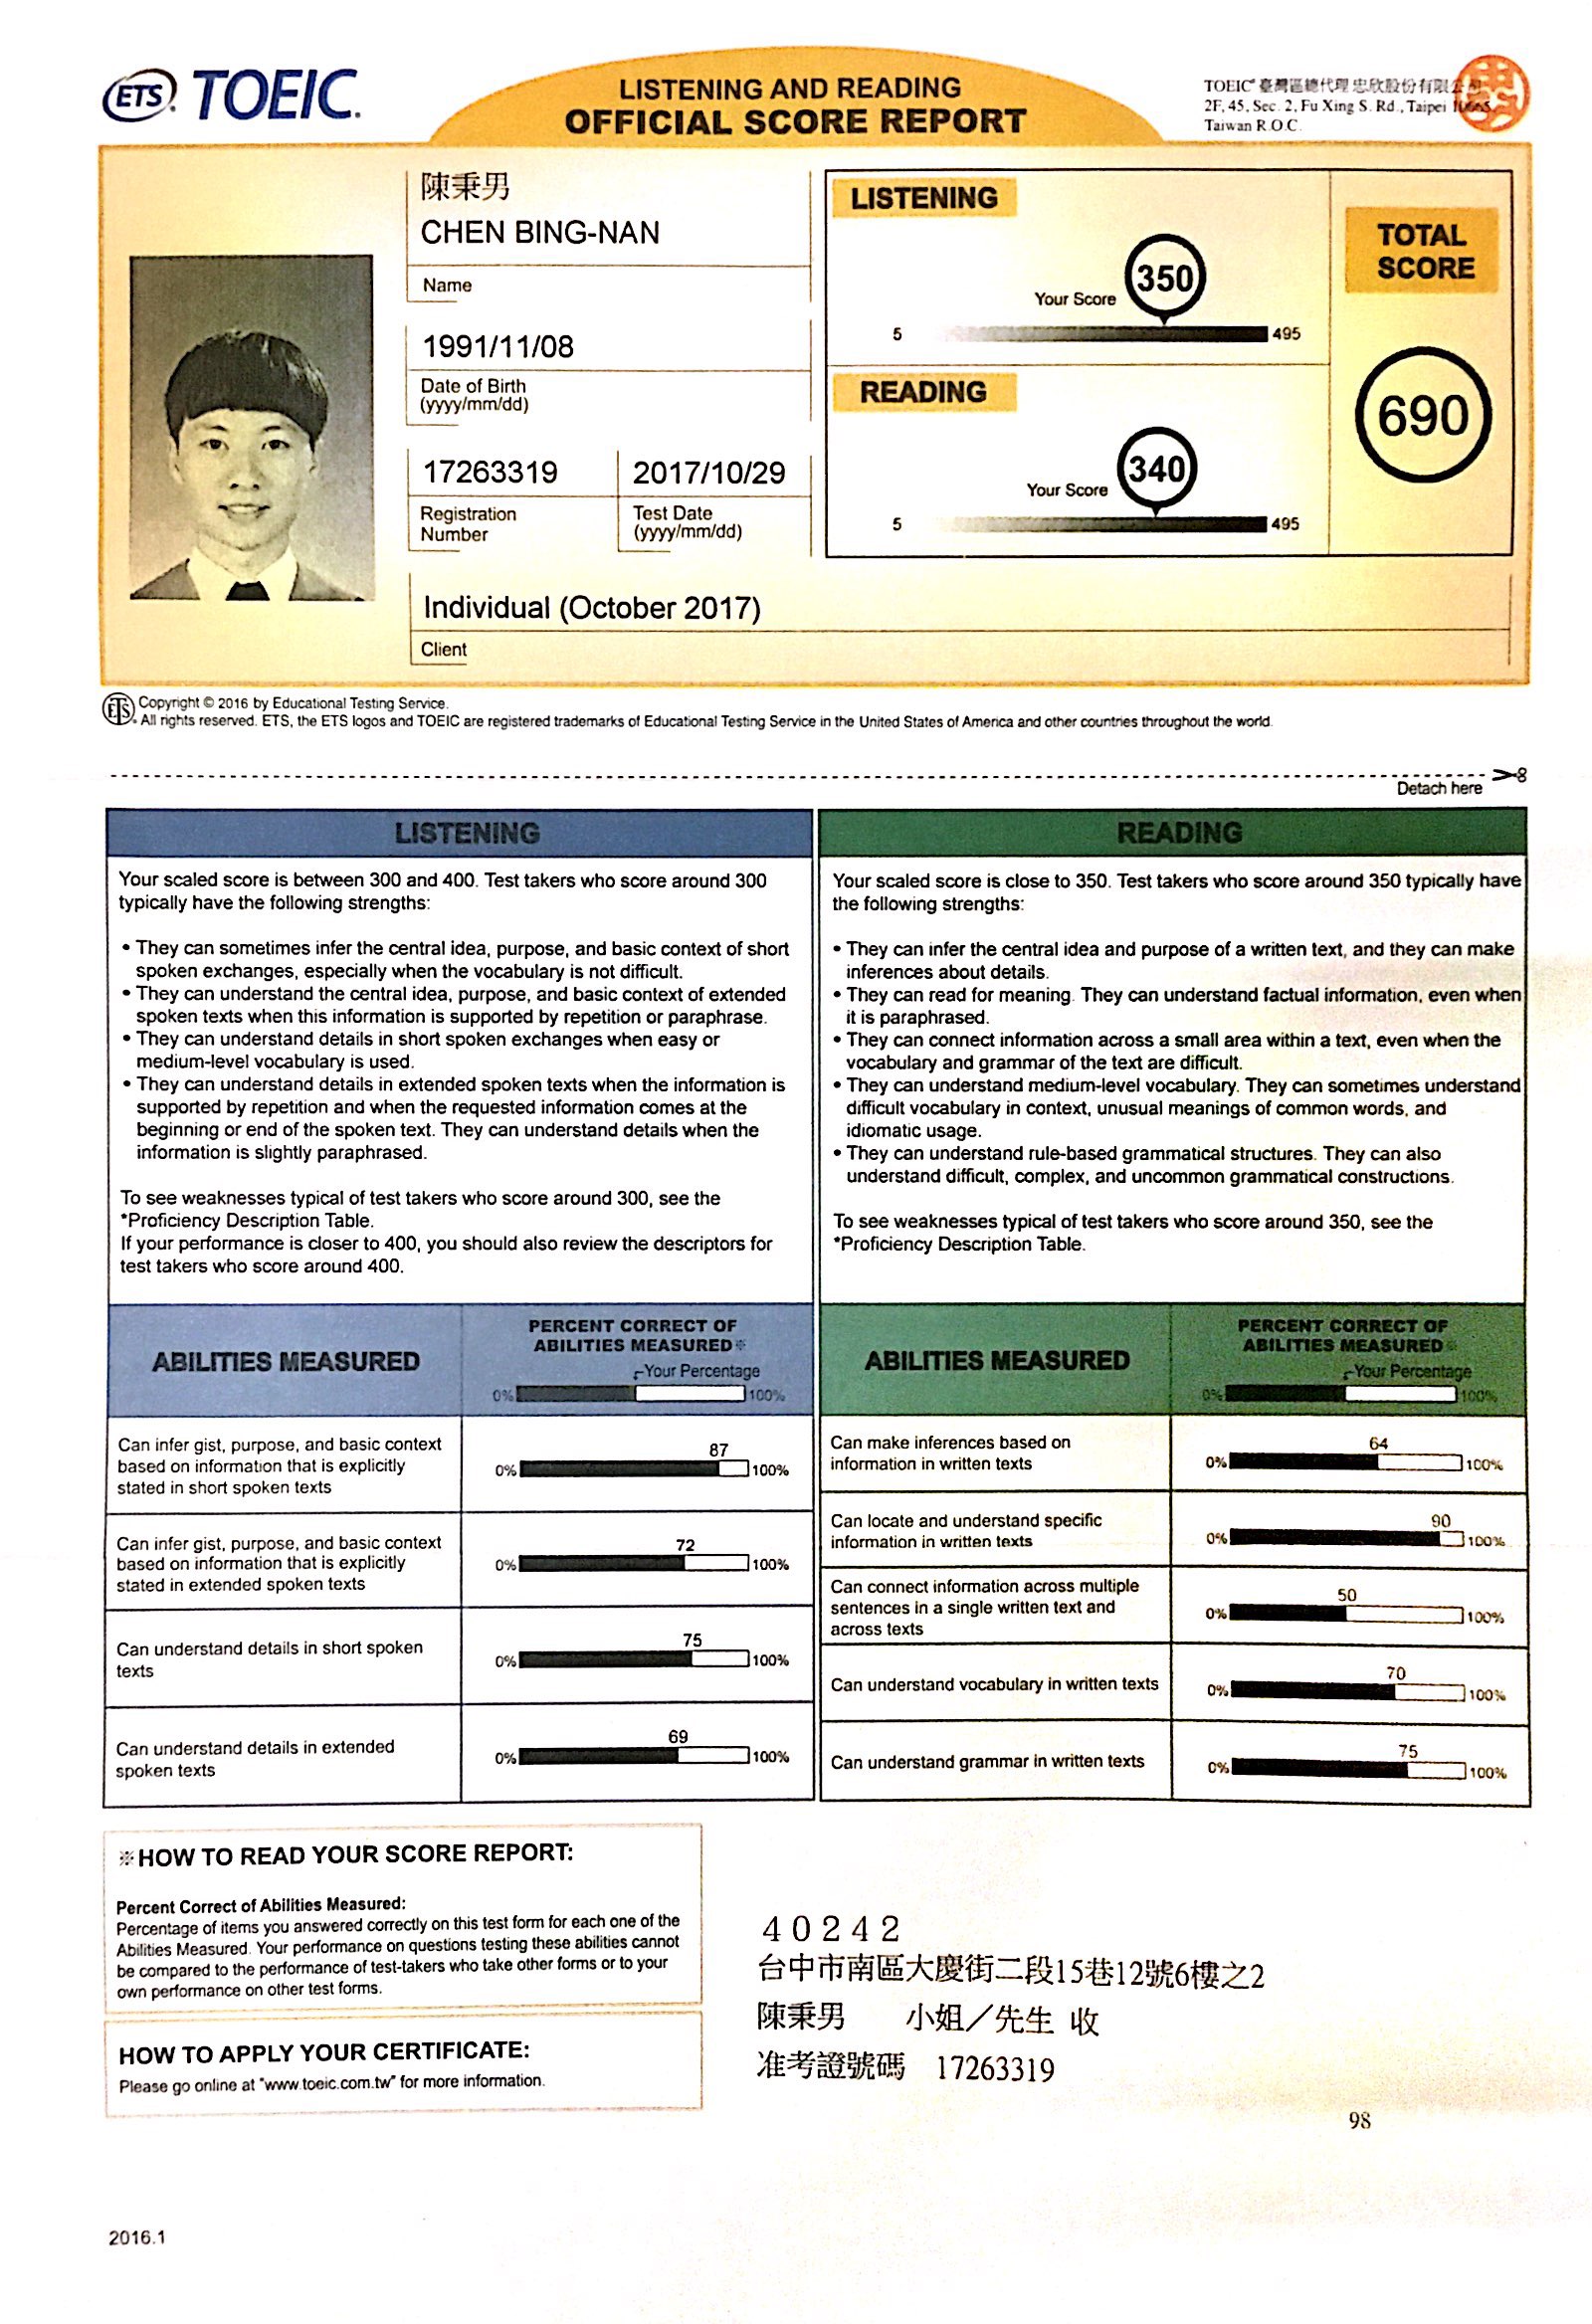 ETS TOEIC.
LISTENING AND READING
OFFICIAL SCORE REPORT
TOEIC® 臺灣區總代理 忠欣股份有限公司
2F, 45, Sec. 2, Fu Xing S. Rd., Taipei 10665
Taiwan R.O.C.
陳秉男
CHEN BING-NAN
Name
1991/11/08
Date of Birth
(yyyy/mm/dd)
17263319
Registration
Number
2017/10/29
Test Date
(yyyy/mm/dd)
Individual (October 2017)
Client
LISTENING
350
Your Score
5 495
READING
340
Your Score
5 495
TOTAL
SCORE
690
Copyright © 2016 by Educational Testing Service.
All rights reserved. ETS, the ETS logos and TOEIC are registered trademarks of Educational Testing Service in the United States of America and other countries throughout the world.
Detach here
LISTENING
Your scaled score is between 300 and 400. Test takers who score around 300
typically have the following strengths:
• They can sometimes infer the central idea, purpose, and basic context of short
spoken exchanges, especially when the vocabulary is not difficult.
• They can understand the central idea, purpose, and basic context of extended
spoken texts when this information is supported by repetition or paraphrase.
• They can understand details in short spoken exchanges when easy or
medium-level vocabulary is used.
• They can understand details in extended spoken texts when the information is
supported by repetition and when the requested information comes at the
beginning or end of the spoken text. They can understand details when the
information is slightly paraphrased.
To see weaknesses typical of test takers who score around 300, see the
*Proficiency Description Table.
If your performance is closer to 400, you should also review the descriptors for
test takers who score around 400.
ABILITIES MEASURED
PERCENT CORRECT OF
ABILITIES MEASURED※
Your Percentage
0% 100%
Can infer gist, purpose, and basic context
based on information that is explicitly
stated in short spoken texts
87
0% 100%
Can infer gist, purpose, and basic context
based on information that is explicitly
stated in extended spoken texts
72
0% 100%
Can understand details in short spoken
texts
75
0% 100%
Can understand details in extended
spoken texts
69
0% 100%
READING
Your scaled score is close to 350. Test takers who score around 350 typically have
the following strengths:
• They can infer the central idea and purpose of a written text, and they can make
inferences about details.
• They can read for meaning. They can understand factual information, even when
it is paraphrased.
• They can connect information across a small area within a text, even when the
vocabulary and grammar of the text are difficult.
• They can understand medium-level vocabulary. They can sometimes understand
difficult vocabulary in context, unusual meanings of common words, and
idiomatic usage.
• They can understand rule-based grammatical structures. They can also
understand difficult, complex, and uncommon grammatical constructions.
To see weaknesses typical of test takers who score around 350, see the
*Proficiency Description Table.
ABILITIES MEASURED
PERCENT CORRECT OF
ABILITIES MEASURED※
Your Percentage
0% 100%
Can make inferences based on
information in written texts
64
0% 100%
Can locate and understand specific
information in written texts
90
0% 100%
Can connect information across multiple
sentences in a single written text and
across texts
50
0% 100%
Can understand vocabulary in written texts
70
0% 100%
Can understand grammar in written texts
75
0% 100%
※HOW TO READ YOUR SCORE REPORT:
Percent Correct of Abilities Measured:
Percentage of items you answered correctly on this test form for each one of the
Abilities Measured. Your performance on questions testing these abilities cannot
be compared to the performance of test-takers who take other forms or to your
own performance on other test forms.
HOW TO APPLY YOUR CERTIFICATE:
Please go online at "www.toeic.com.tw" for more information.
40242
台中市南區大慶街二段15巷12號6樓之2
陳秉男 小姐／先生 收
准考證號碼 17263319
98
2016.1